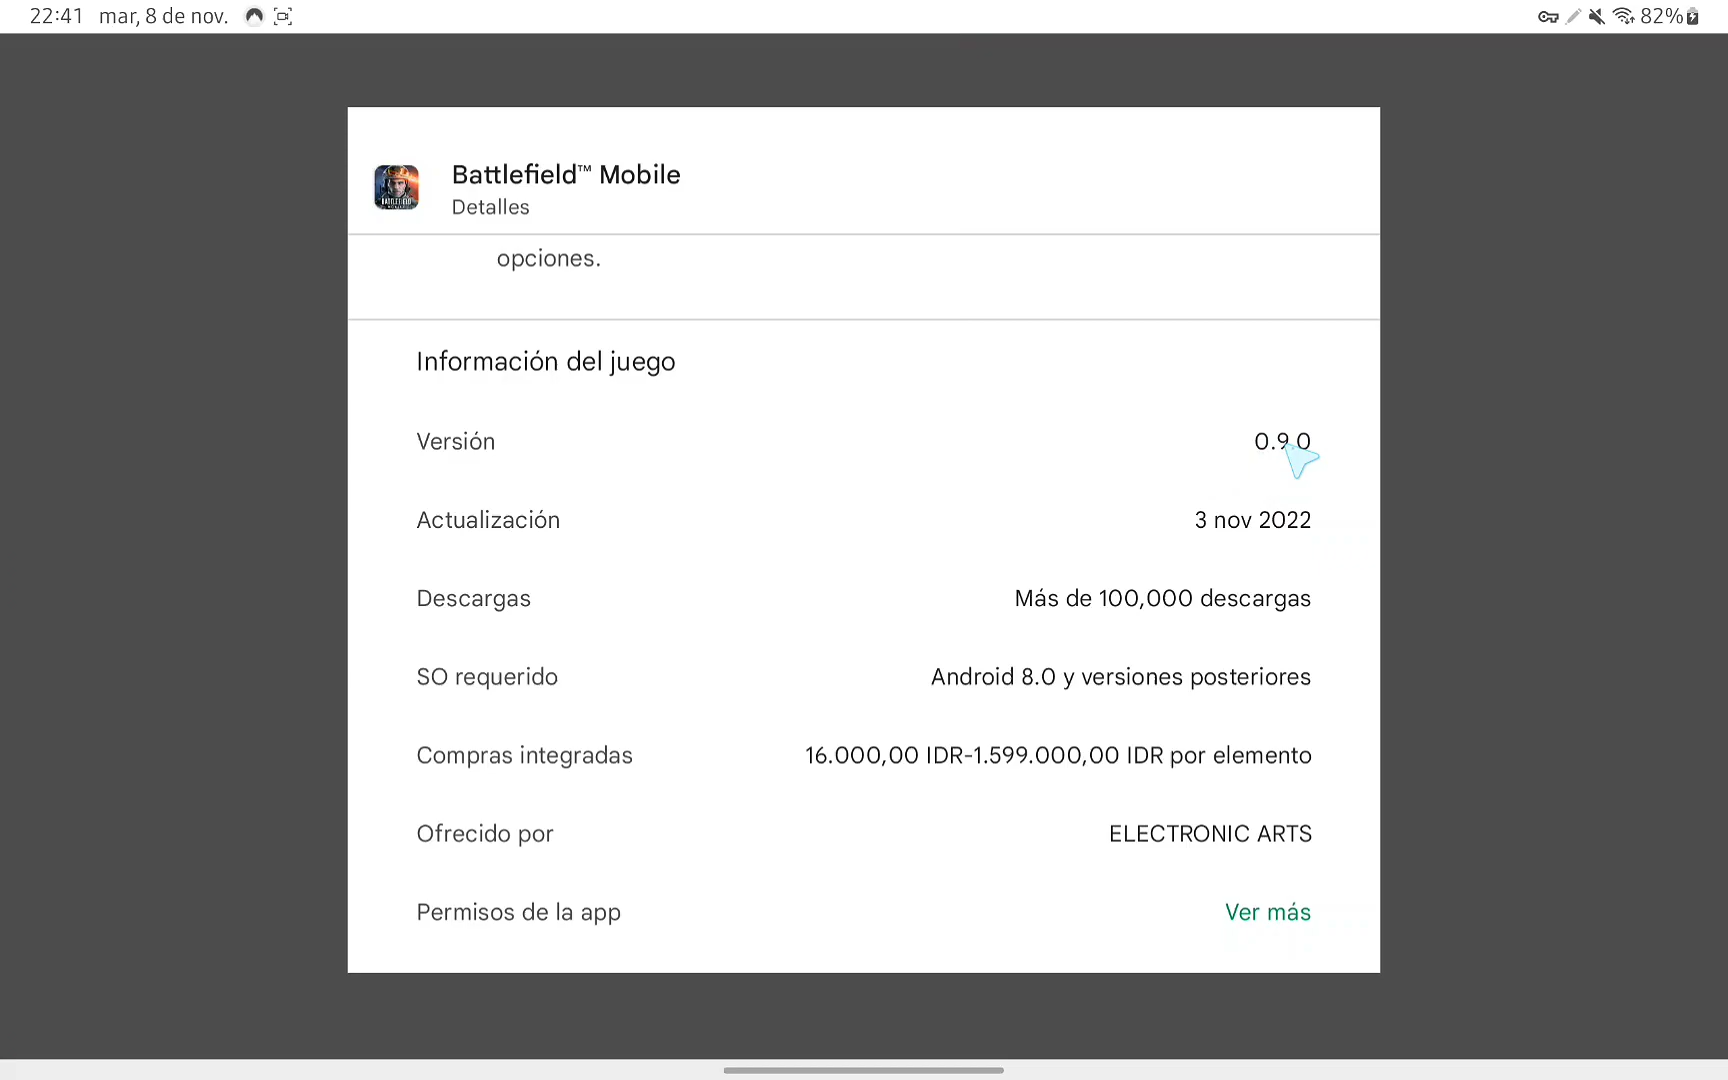 22:41 mar, 8 de nov.
82%
Battlefield™ Mobile
Detalles
opciones.
Información del juego
Versión 0.9.0
Actualización 3 nov 2022
Descargas Más de 100,000 descargas
SO requerido Android 8.0 y versiones posteriores
Compras integradas 16.000,00 IDR-1.599.000,00 IDR por elemento
Ofrecido por ELECTRONIC ARTS
Permisos de la app Ver más